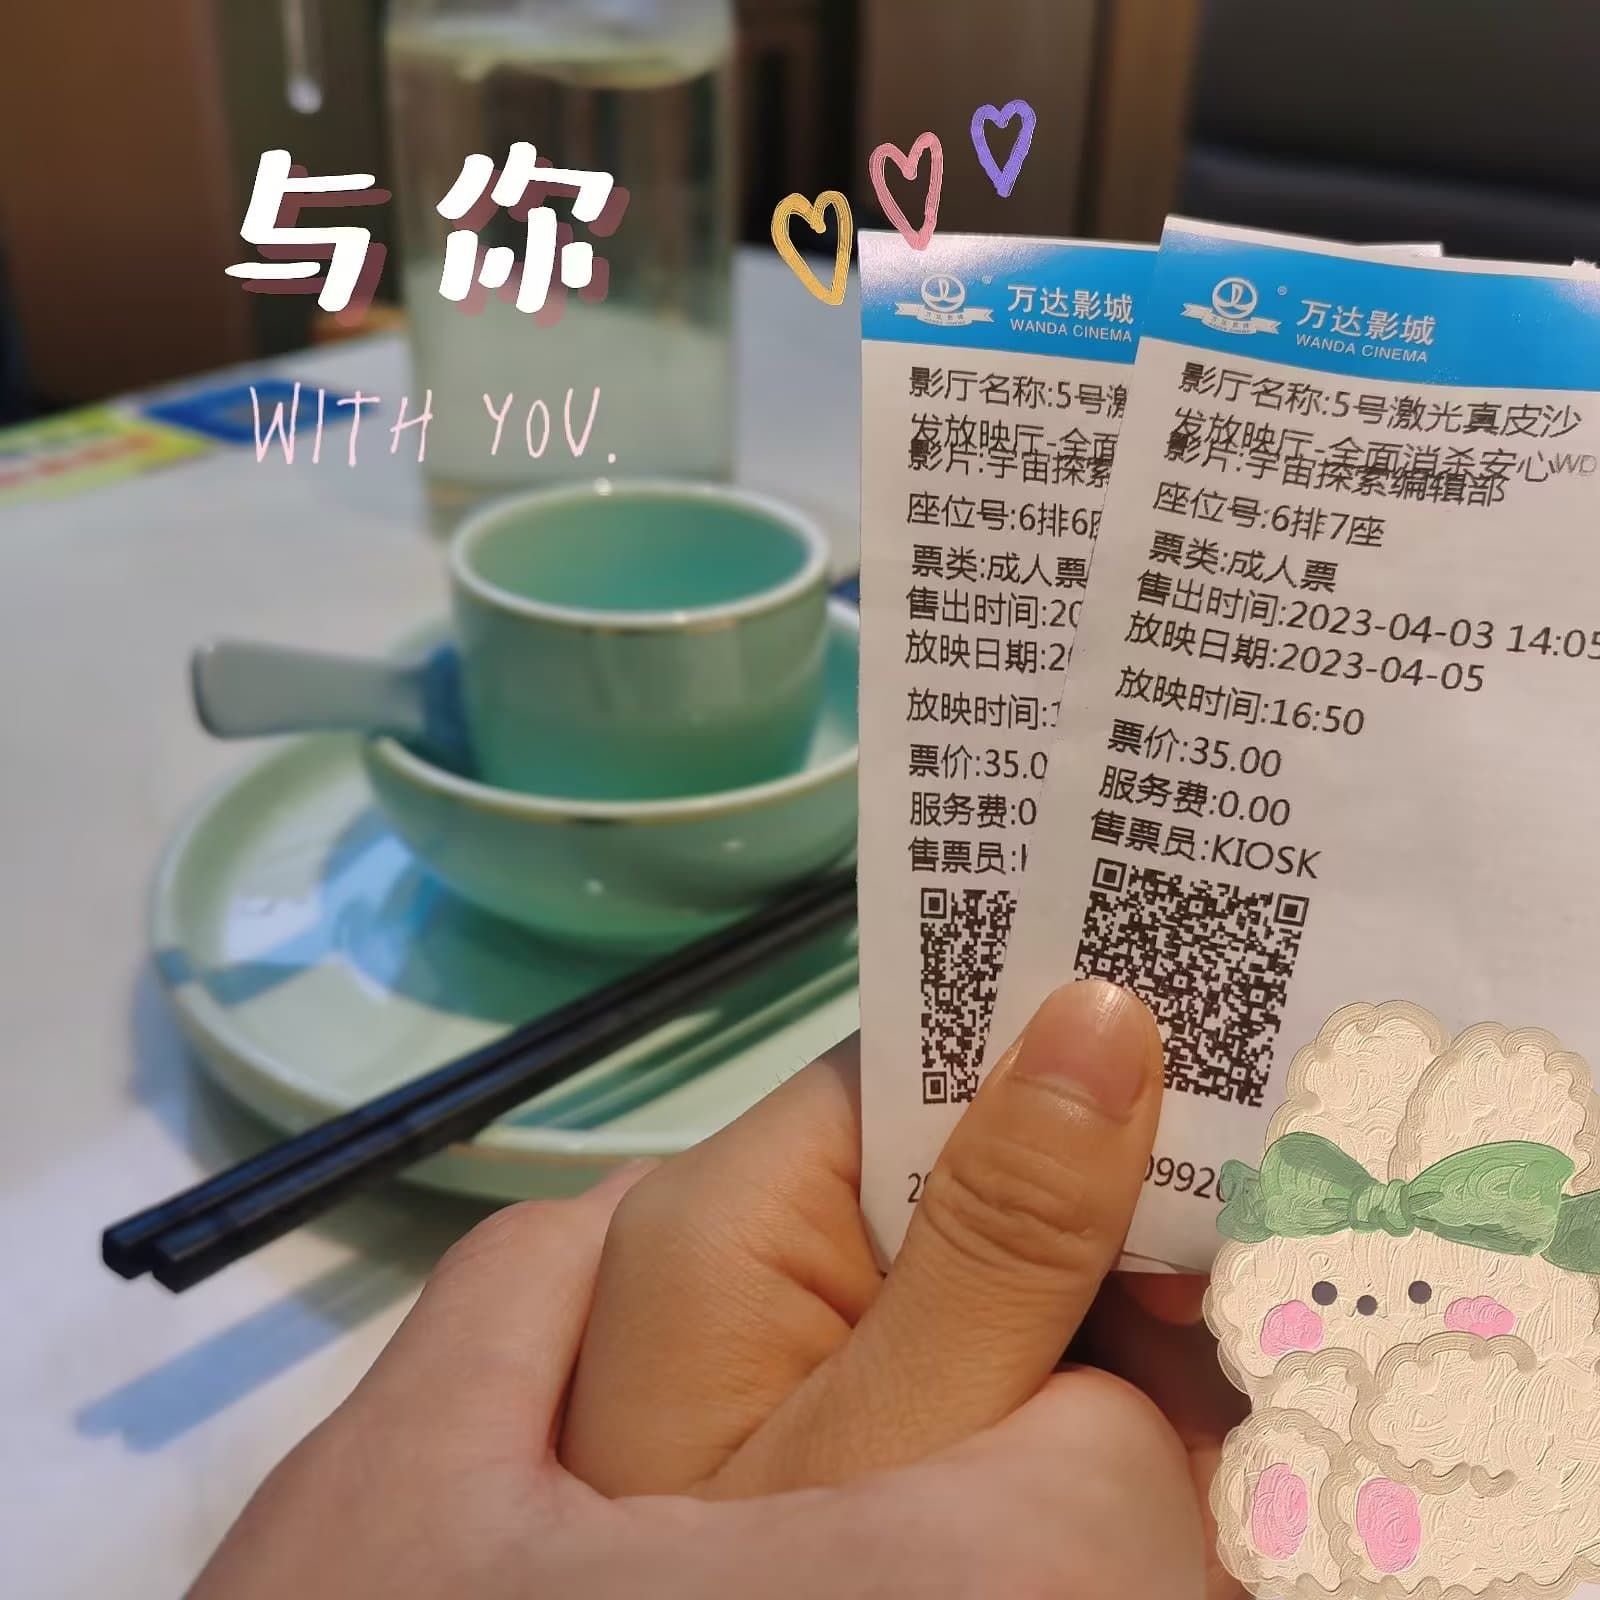 与你
WITH YOU.
万达影城
WANDA CINEMA
影厅名称:5号激
发放映厅-全面
影片:宇宙探索
座位号:6排6座
票类:成人票
售出时间:20
放映日期:2
放映时间:1
票价:35.0
服务费:0
售票员:
万达影城
WANDA CINEMA
影厅名称:5号激光真皮沙
发放映厅-全面消杀安心WD
影片:宇宙探索编辑部
座位号:6排7座
票类:成人票
售出时间:2023-04-03 14:05
放映日期:2023-04-05
放映时间:16:50
票价:35.00
服务费:0.00
售票员:KIOSK